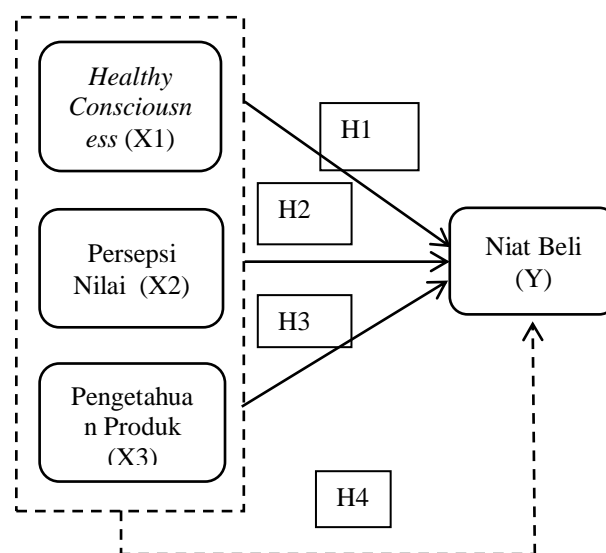 Healthy
Consciousn
ess (X1)
H1
H2
Persepsi
Nilai (X2)
Niat Beli
(Y)
H3
Pengetahua
n Produk
(X3)
H4